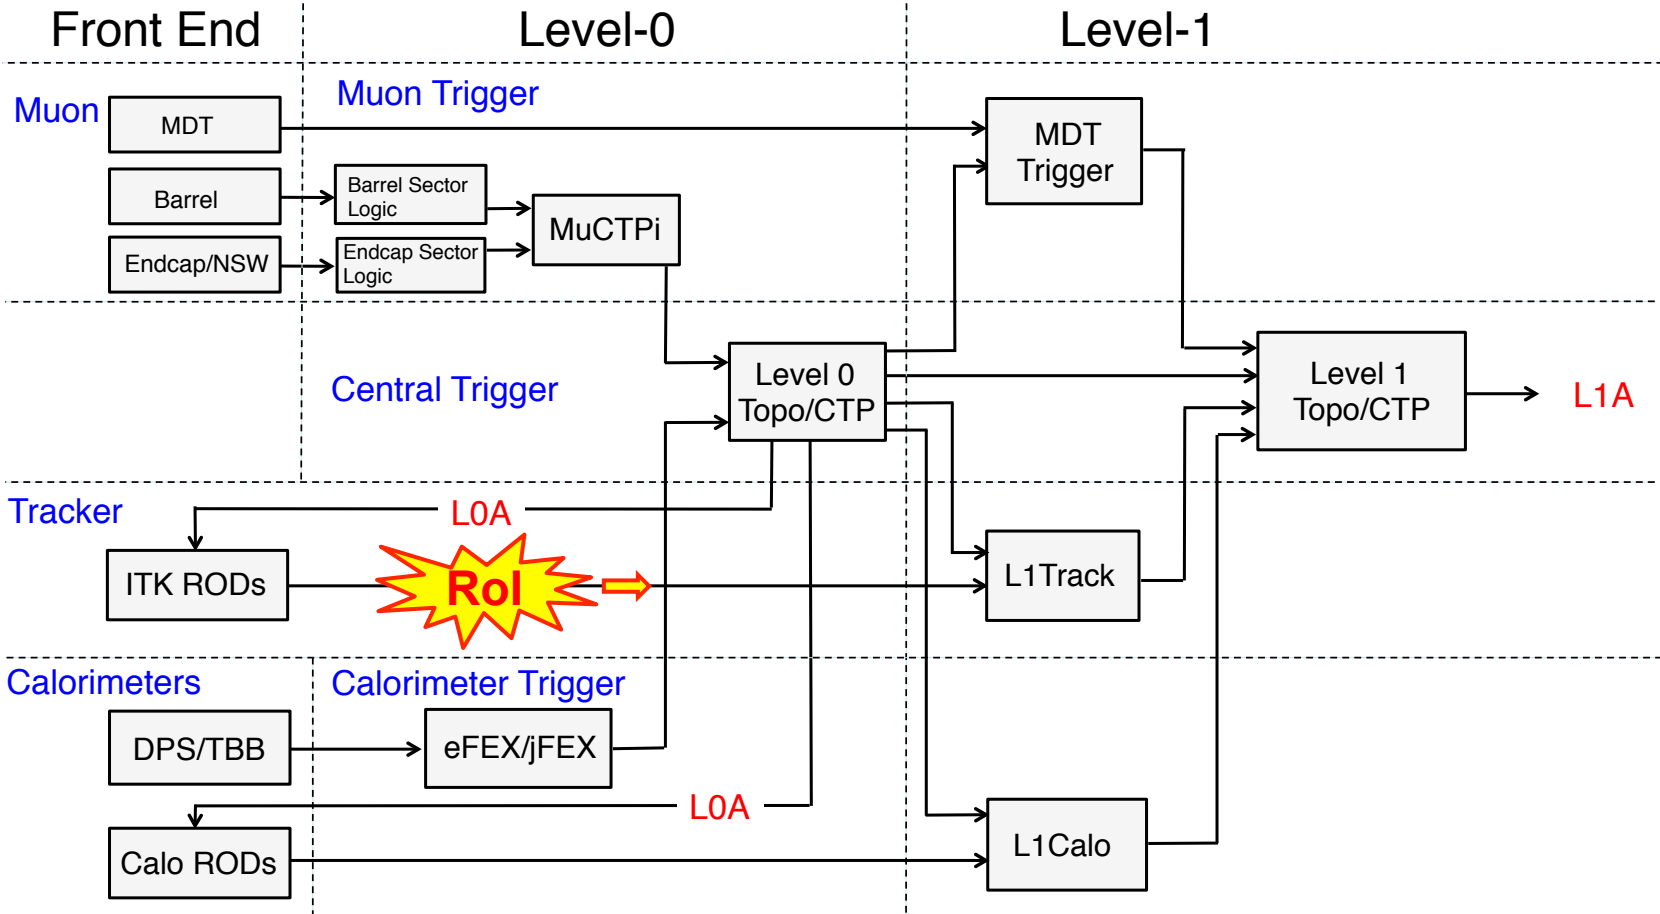 Front End
Level-0
Level-1
Muon
Muon Trigger
MDT
MDT
Trigger
Barrel
Barrel Sector
Logic
MuCTPi
Endcap/NSW
Endcap Sector
Logic
Central Trigger
Level 0
Topo/CTP
Level 1
Topo/CTP
L1A
Tracker
L0A
ITK RODs
RoI
L1Track
Calorimeters
Calorimeter Trigger
DPS/TBB
eFEX/jFEX
L0A
Calo RODs
L1Calo